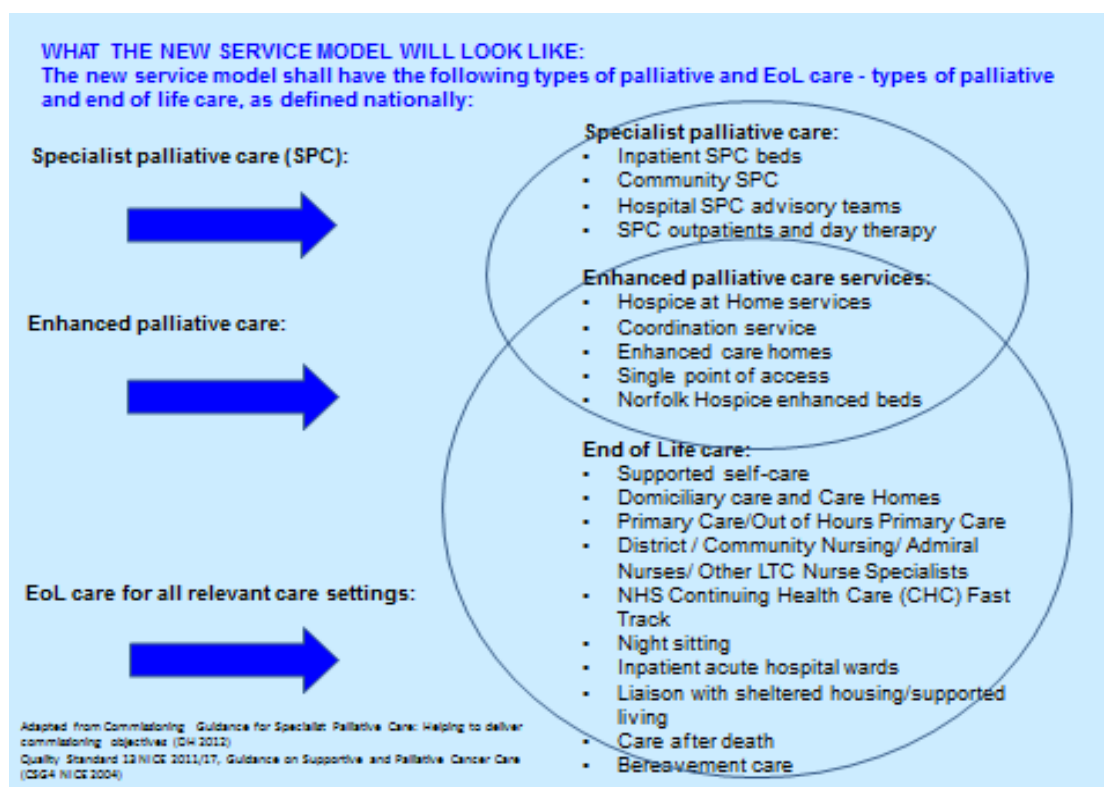 WHAT THE NEW SERVICE MODEL WILL LOOK LIKE:
The new service model shall have the following types of palliative and EoL care - types of palliative
and end of life care, as defined nationally:
Specialist palliative care (SPC):
Specialist palliative care:
▪ Inpatient SPC beds
▪ Community SPC
▪ Hospital SPC advisory teams
▪ SPC outpatients and day therapy
Enhanced palliative care:
Enhanced palliative care services:
▪ Hospice at Home services
▪ Coordination service
▪ Enhanced care homes
▪ Single point of access
▪ Norfolk Hospice enhanced beds
EoL care for all relevant care settings:
End of Life care:
▪ Supported self-care
▪ Domiciliary care and Care Homes
▪ Primary Care/Out of Hours Primary Care
▪ District / Community Nursing/ Admiral
Nurses/ Other LTC Nurse Specialists
▪ NHS Continuing Health Care (CHC) Fast
Track
▪ Night sitting
▪ Inpatient acute hospital wards
▪ Liaison with sheltered housing/supported
living
▪ Care after death
▪ Bereavement care
Adapted from Commissioning Guidance for Specialist Palliative Care: Helping to deliver
commissioning objectives (DH 2012)
Quality Standard 13 NICE 2011/17, Guidance on Supportive and Palliative Cancer Care
(CSG4 NICE 2004)